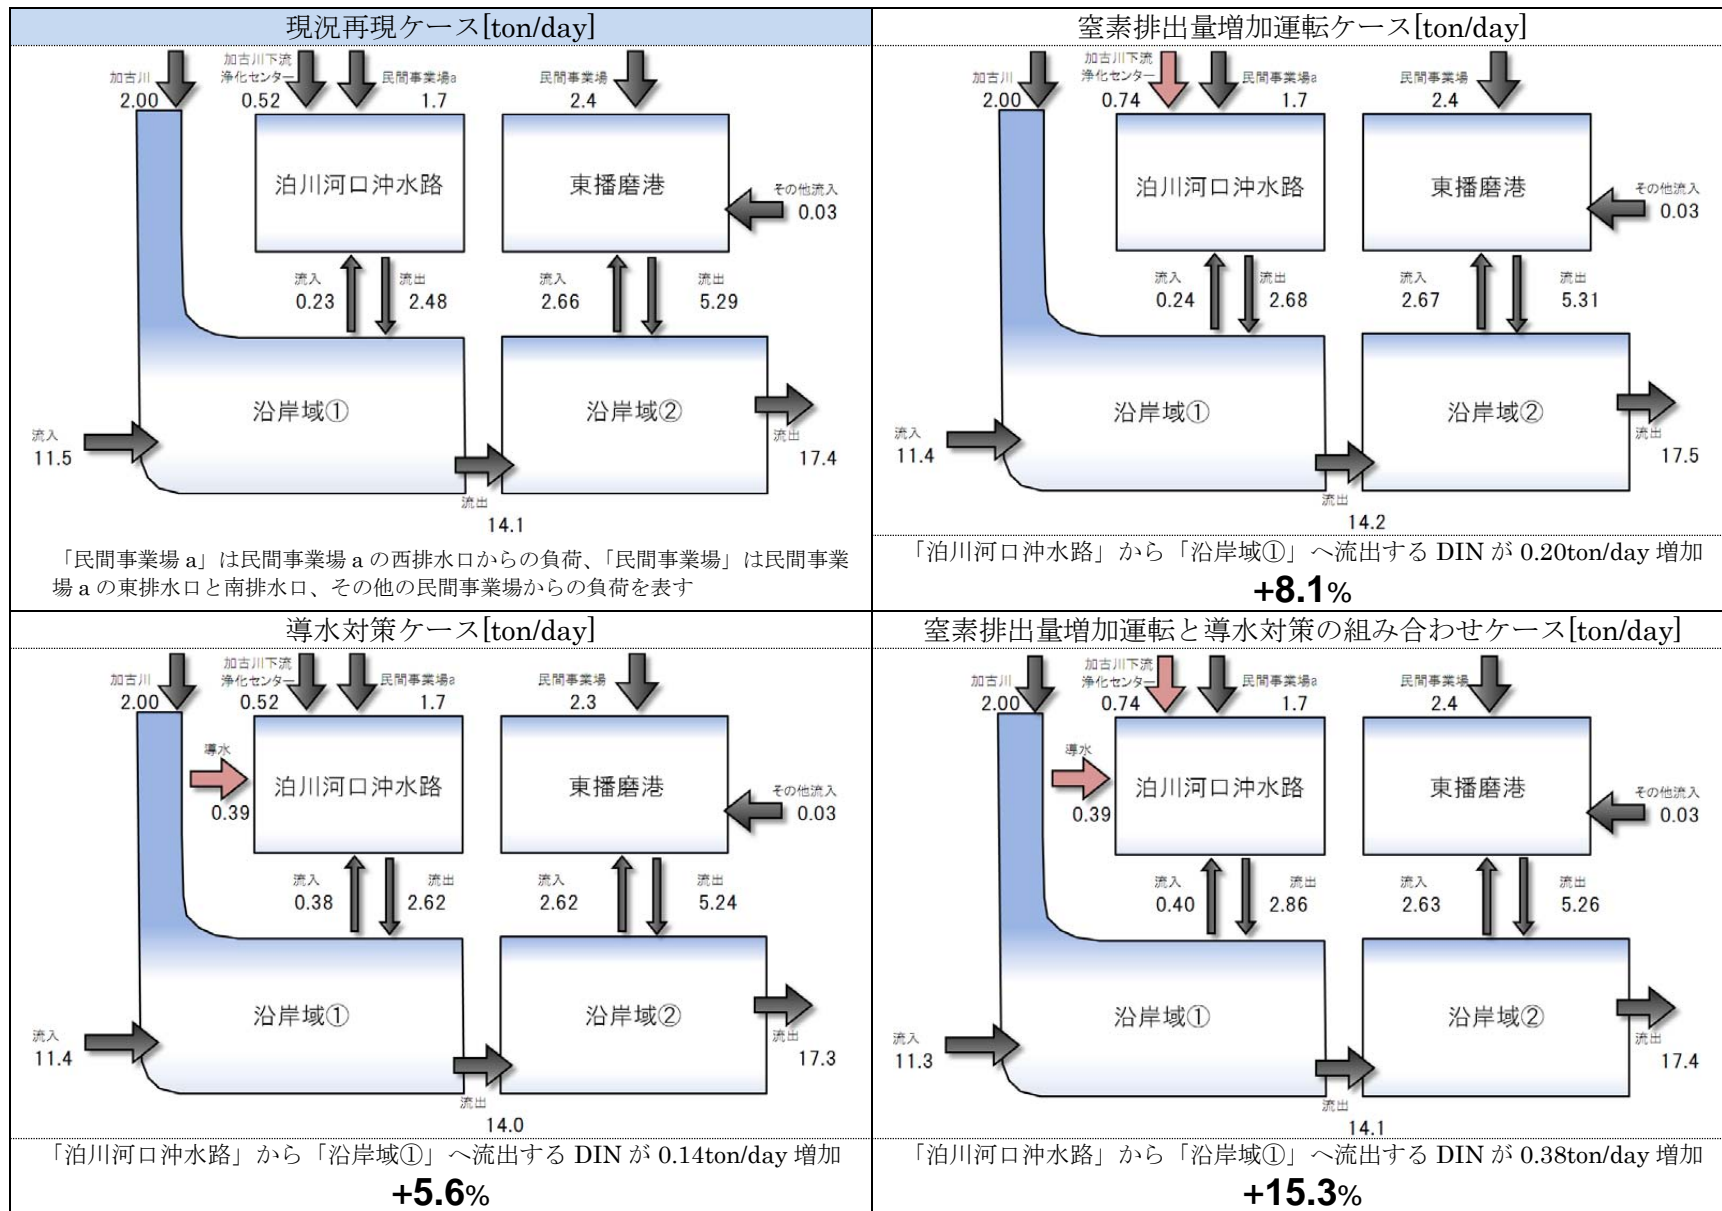 現況再現ケース[ton/day]
加古川
2.00
加古川下流
浄化センター
0.52
民間事業場a
1.7
民間事業場
2.4
泊川河口沖水路
東播磨港
その他流入
0.03
流入
0.23
流出
2.48
流入
2.66
流出
5.29
沿岸域①
沿岸域②
流入
11.5
流出
14.1
流出
17.4
「民間事業場 a」は民間事業場 a の西排水口からの負荷、「民間事業場」は民間事業
場 a の東排水口と南排水口、その他の民間事業場からの負荷を表す
窒素排出量増加運転ケース[ton/day]
加古川
2.00
加古川下流
浄化センター
0.74
民間事業場a
1.7
民間事業場
2.4
泊川河口沖水路
東播磨港
その他流入
0.03
流入
0.24
流出
2.68
流入
2.67
流出
5.31
沿岸域①
沿岸域②
流入
11.4
流出
14.2
流出
17.5
「泊川河口沖水路」から「沿岸域①」へ流出する DIN が 0.20ton/day 増加
+8.1%
導水対策ケース[ton/day]
加古川
2.00
加古川下流
浄化センター
0.52
民間事業場a
1.7
民間事業場
2.3
導水
0.39
泊川河口沖水路
東播磨港
その他流入
0.03
流入
0.38
流出
2.62
流入
2.62
流出
5.24
沿岸域①
沿岸域②
流入
11.4
流出
14.0
流出
17.3
「泊川河口沖水路」から「沿岸域①」へ流出する DIN が 0.14ton/day 増加
+5.6%
窒素排出量増加運転と導水対策の組み合わせケース[ton/day]
加古川
2.00
加古川下流
浄化センター
0.74
民間事業場a
1.7
民間事業場
2.4
導水
0.39
泊川河口沖水路
東播磨港
その他流入
0.03
流入
0.40
流出
2.86
流入
2.63
流出
5.26
沿岸域①
沿岸域②
流入
11.3
流出
14.1
流出
17.4
「泊川河口沖水路」から「沿岸域①」へ流出する DIN が 0.38ton/day 増加
+15.3%